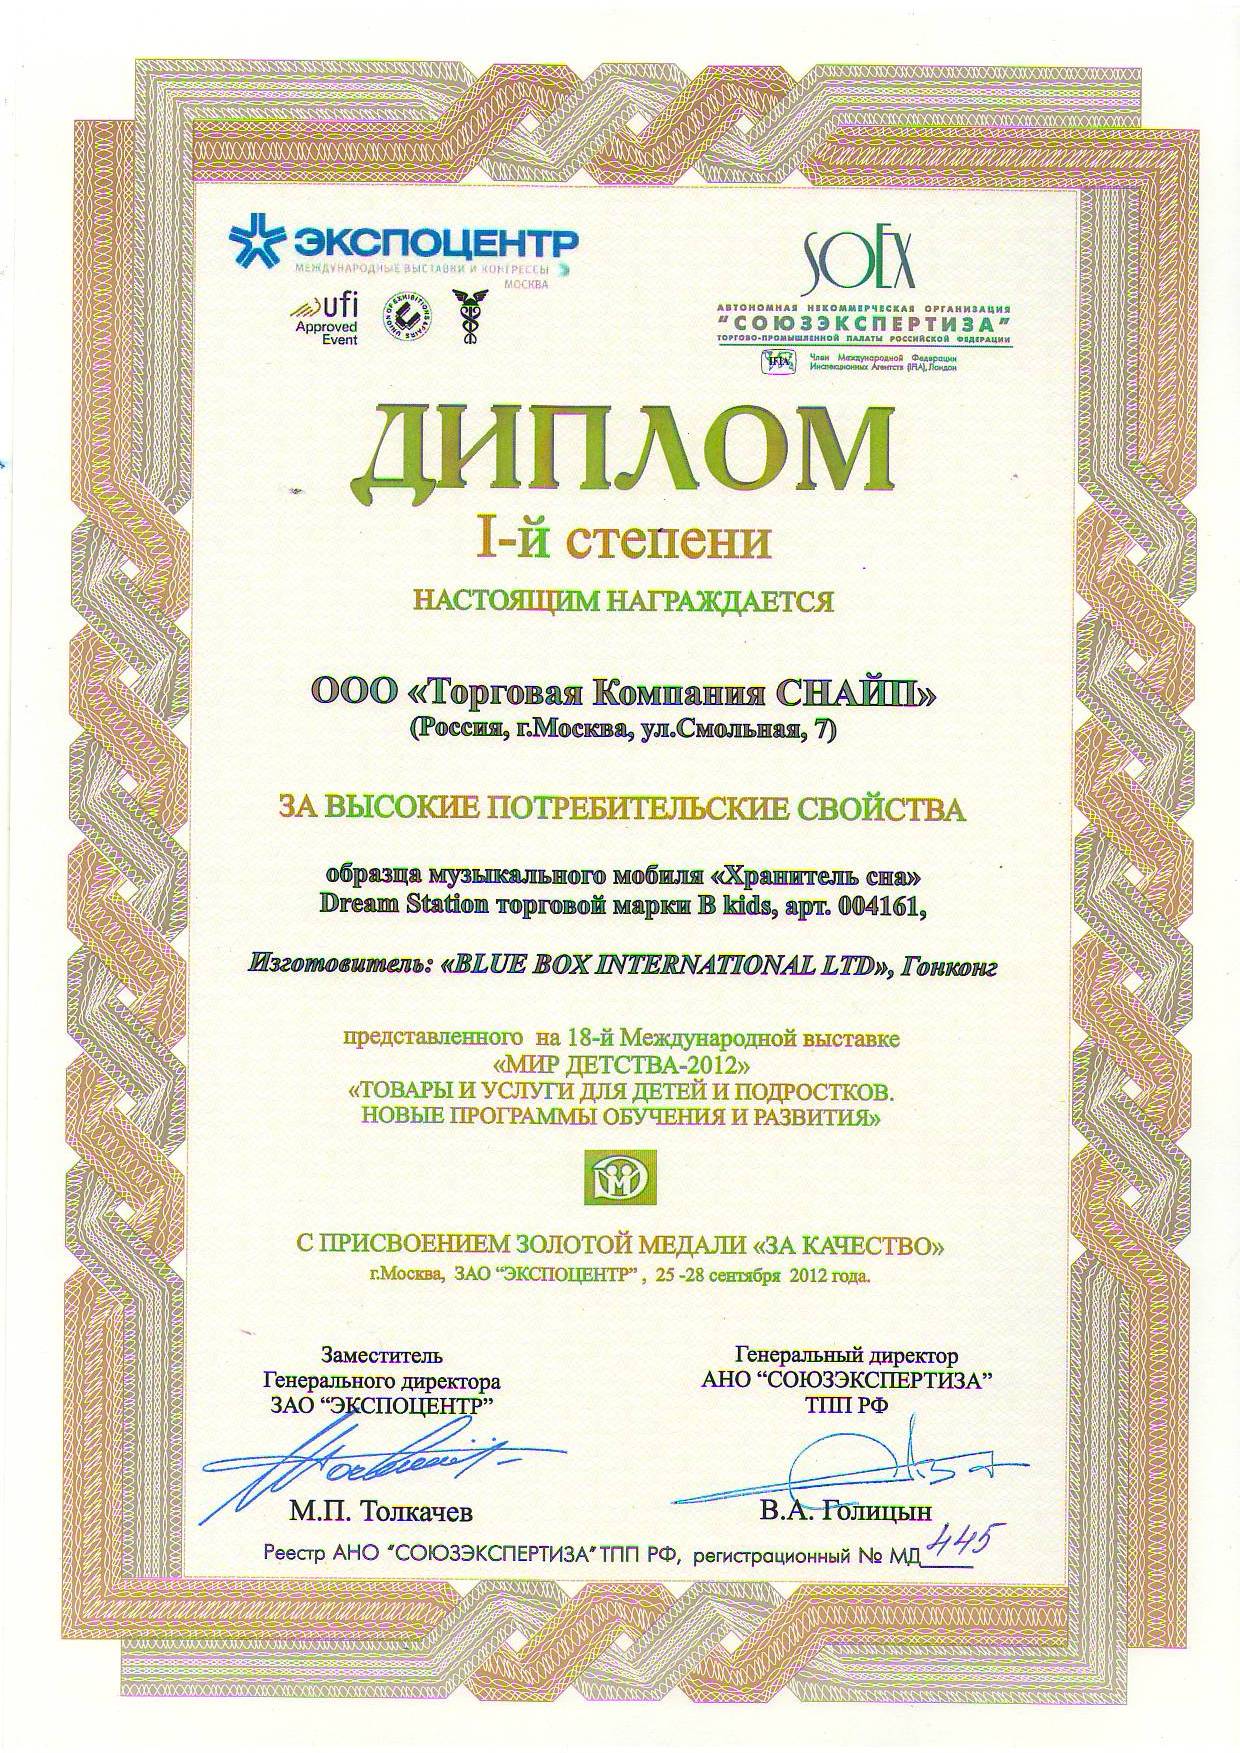 ЭКСПОЦЕНТР
МЕЖДУНАРОДНЫЕ ВЫСТАВКИ И КОНГРЕССЫ
МОСКВА
ufi
Approved
Event
UNION OF EXHIBITIONS & FAIRS
SOEX
АВТОНОМНАЯ НЕКОММЕРЧЕСКАЯ ОРГАНИЗАЦИЯ
"СОЮЗЭКСПЕРТИЗА"
ТОРГОВО-ПРОМЫШЛЕННОЙ ПАЛАТЫ РОССИЙСКОЙ ФЕДЕРАЦИИ
IFIA
Член Международной Федерации
Инспекционных Агентств (IFIA), Лондон
ДИПЛОМ
I-й степени
НАСТОЯЩИМ НАГРАЖДАЕТСЯ
ООО «Торговая Компания СНАЙП»
(Россия, г.Москва, ул.Смольная, 7)
ЗА ВЫСОКИЕ ПОТРЕБИТЕЛЬСКИЕ СВОЙСТВА
образца музыкального мобиля «Хранитель сна»
Dream Station торговой марки B kids, арт. 004161,
Изготовитель: «BLUE BOX INTERNATIONAL LTD», Гонконг
представленного на 18-й Международной выставке
«МИР ДЕТСТВА-2012»
«ТОВАРЫ И УСЛУГИ ДЛЯ ДЕТЕЙ И ПОДРОСТКОВ.
НОВЫЕ ПРОГРАММЫ ОБУЧЕНИЯ И РАЗВИТИЯ»
С ПРИСВОЕНИЕМ ЗОЛОТОЙ МЕДАЛИ «ЗА КАЧЕСТВО»
г.Москва, ЗАО "ЭКСПОЦЕНТР", 25 -28 сентября 2012 года.
Заместитель
Генерального директора
ЗАО "ЭКСПОЦЕНТР"
М.П. Толкачев
Генеральный директор
АНО "СОЮЗЭКСПЕРТИЗА"
ТПП РФ
В.А. Голицын
Реестр АНО "СОЮЗЭКСПЕРТИЗА" ТПП РФ, регистрационный № МД 445